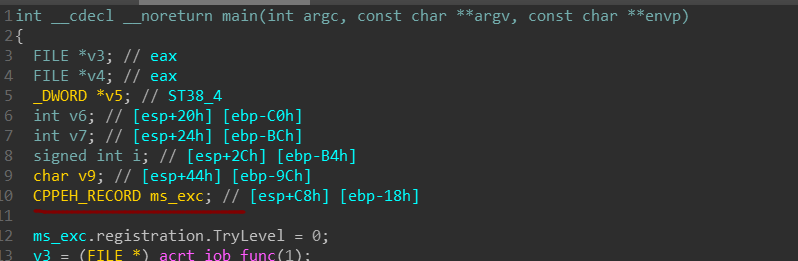 1 int __cdecl __noreturn main(int argc, const char **argv, const char **envp)
2 {
3 FILE *v3; // eax
4 FILE *v4; // eax
5 _DWORD *v5; // ST38_4
6 int v6; // [esp+20h] [ebp-C0h]
7 int v7; // [esp+24h] [ebp-BCh]
8 signed int i; // [esp+2Ch] [ebp-B4h]
9 char v9; // [esp+44h] [ebp-9Ch]
10 CPPEH_RECORD ms_exc; // [esp+C8h] [ebp-18h]
11
12 ms_exc.registration.TryLevel = 0;
13 v3 = (FILE *)_acrt_iob_func(1);